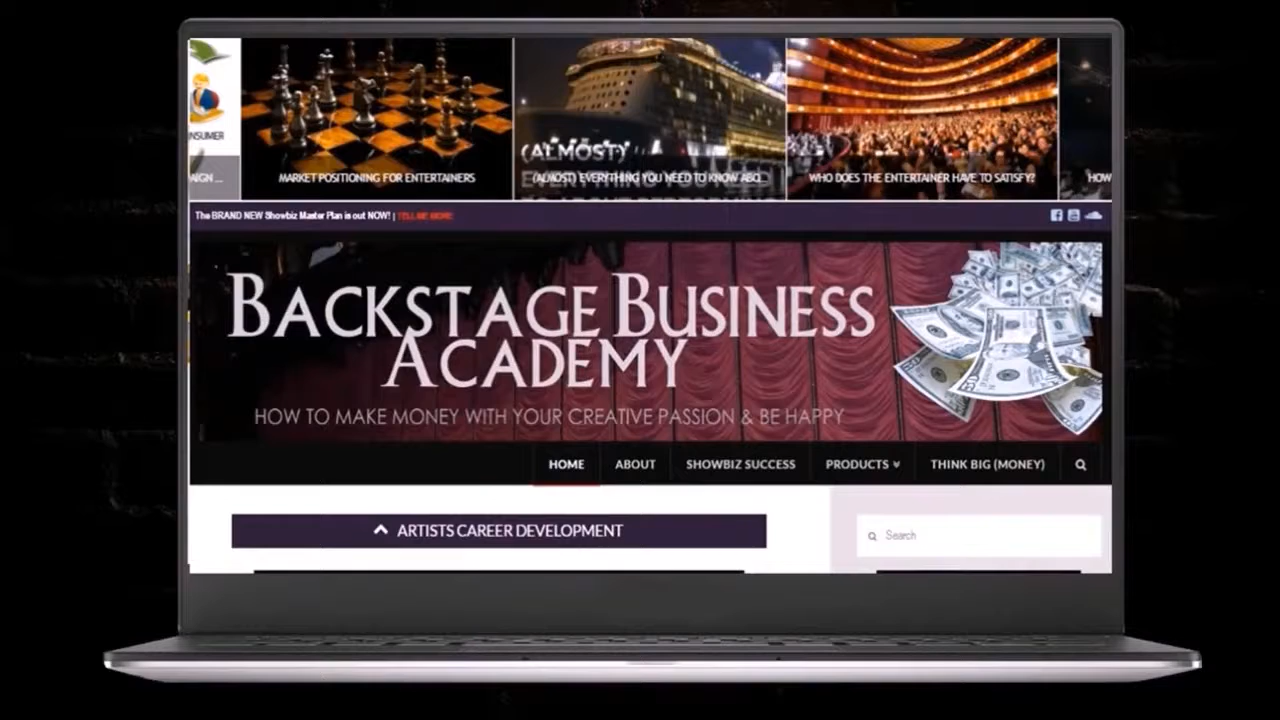 NSUMER
AIGN ...
MARKET POSITIONING FOR ENTERTAINERS
(ALMOST)
(ALMOST) EVERYTHING YOU NEED TO KNOW ABO...
WHO DOES THE ENTERTAINER HAVE TO SATISFY?
HOW
The BRAND NEW Showbiz Master Plan is out NOW! | TELL ME MORE
BACKSTAGE BUSINESS
ACADEMY
HOW TO MAKE MONEY WITH YOUR CREATIVE PASSION & BE HAPPY
HOME ABOUT SHOWBIZ SUCCESS PRODUCTS THINK BIG (MONEY)
ARTISTS CAREER DEVELOPMENT
Search